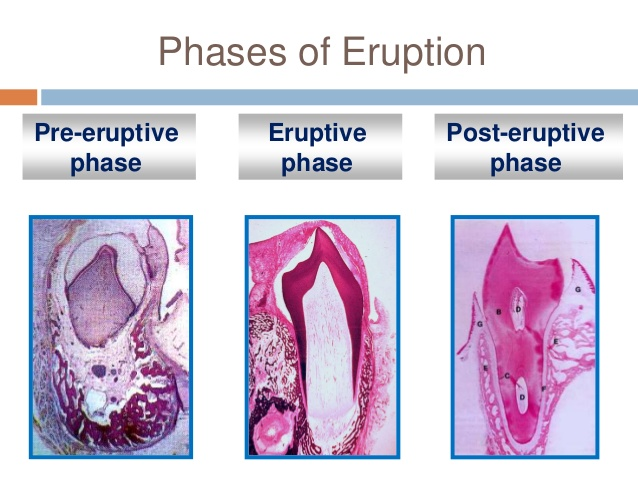 Phases of Eruption
Pre-eruptive
phase
Eruptive
phase
Post-eruptive
phase
G
B
D
G
E
E
C
F
D